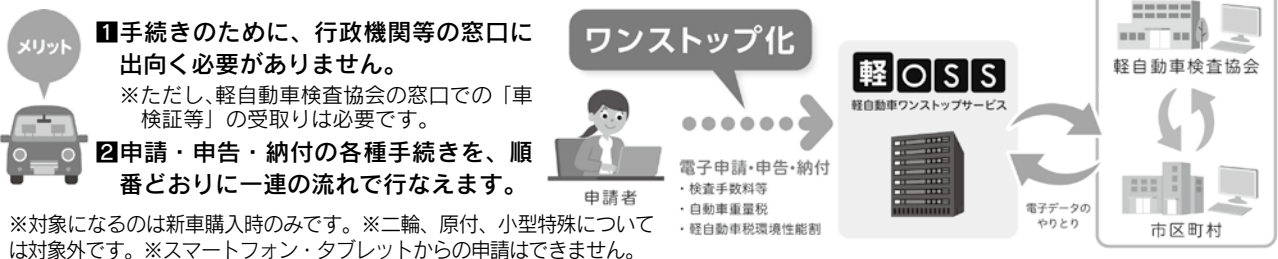 メリット
1手続きのために、行政機関等の窓口に
出向く必要がありません。
※ただし、軽自動車検査協会の窓口での「車
検証等」の受取りは必要です。
2申請・申告・納付の各種手続きを、順
番どおりに一連の流れで行なえます。
※対象になるのは新車購入時のみです。※二輪、原付、小型特殊について
は対象外です。※スマートフォン・タブレットからの申請はできません。
ワンストップ化
申請者
電子申請・申告・納付
・検査手数料等
・自動車重量税
・軽自動車税環境性能割
軽OSS
軽自動車ワンストップサービス
電子データの
やりとり
軽自動車検査協会
市区町村